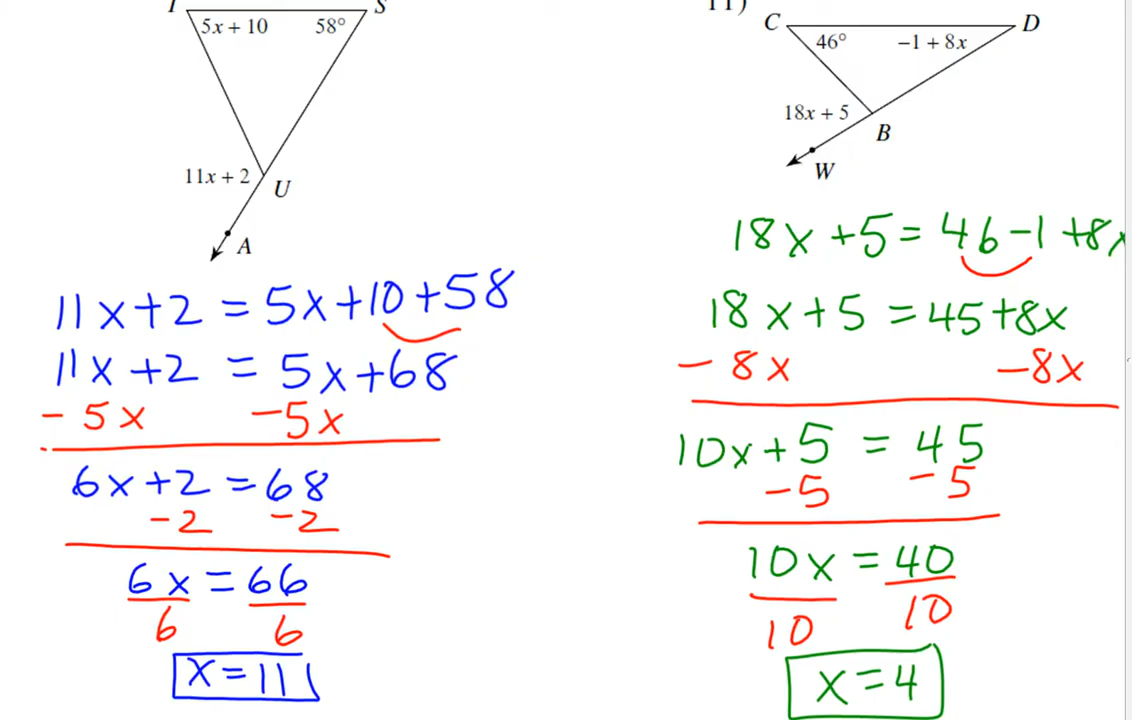 T S
5x + 10 58°
11x + 2 U
A
11x+2 = 5x+10+58
11x+2 = 5x+68
-5x -5x
6x+2 = 68
-2 -2
6x = 66
6 6
x = 11
11)
C D
46° −1 + 8x
18x + 5 B
W
18x+5 = 46-1+8x
18x+5 = 45+8x
-8x -8x
10x+5 = 45
-5 -5
10x = 40
10 10
x = 4